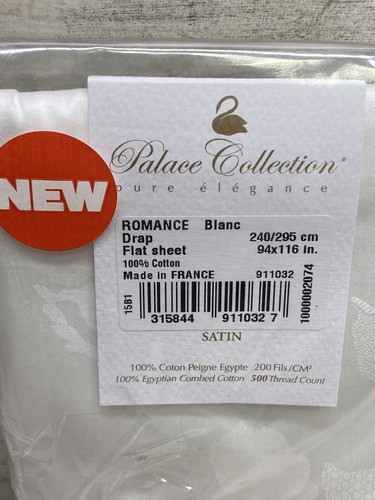 Palace Collection®
pure élégance
NEW
ROMANCE Blanc
Drap 240/295 cm
Flat sheet 94x116 in.
100% Cotton
Made in FRANCE 911032
15B1
315844 911032 7
1000002074
SATIN
100% Coton Peigne Egypte 200 Fils/CM²
100% Egyptian Combed Cotton 500 Thread Count